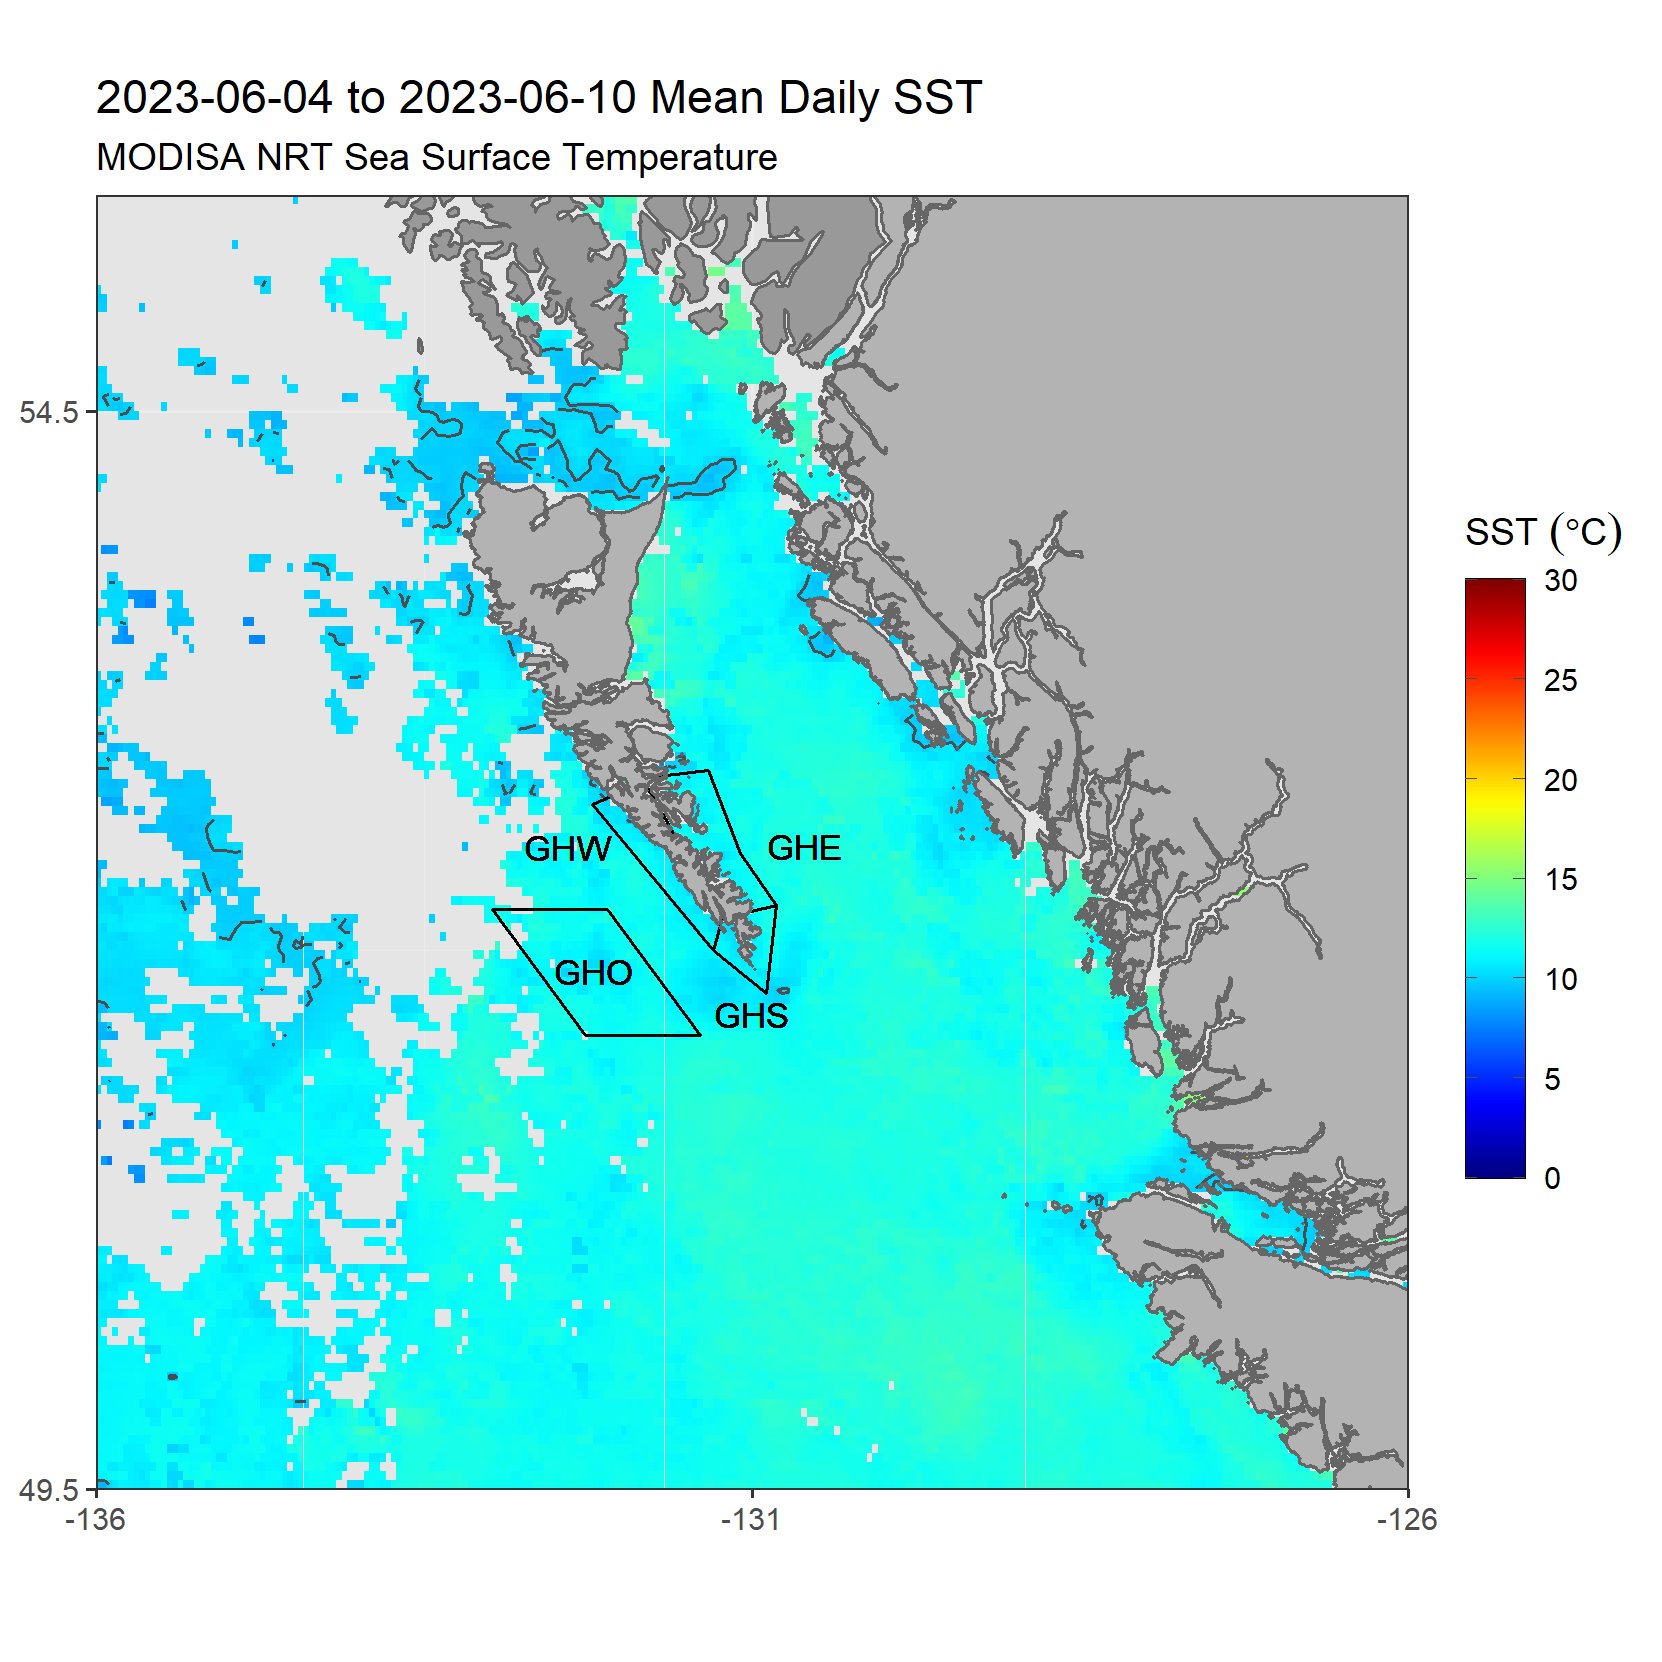 2023-06-04 to 2023-06-10 Mean Daily SST
MODISA NRT Sea Surface Temperature
54.5
49.5
-136
-131
-126
GHW
GHE
GHO
GHS
SST (°C)
30
25
20
15
10
5
0